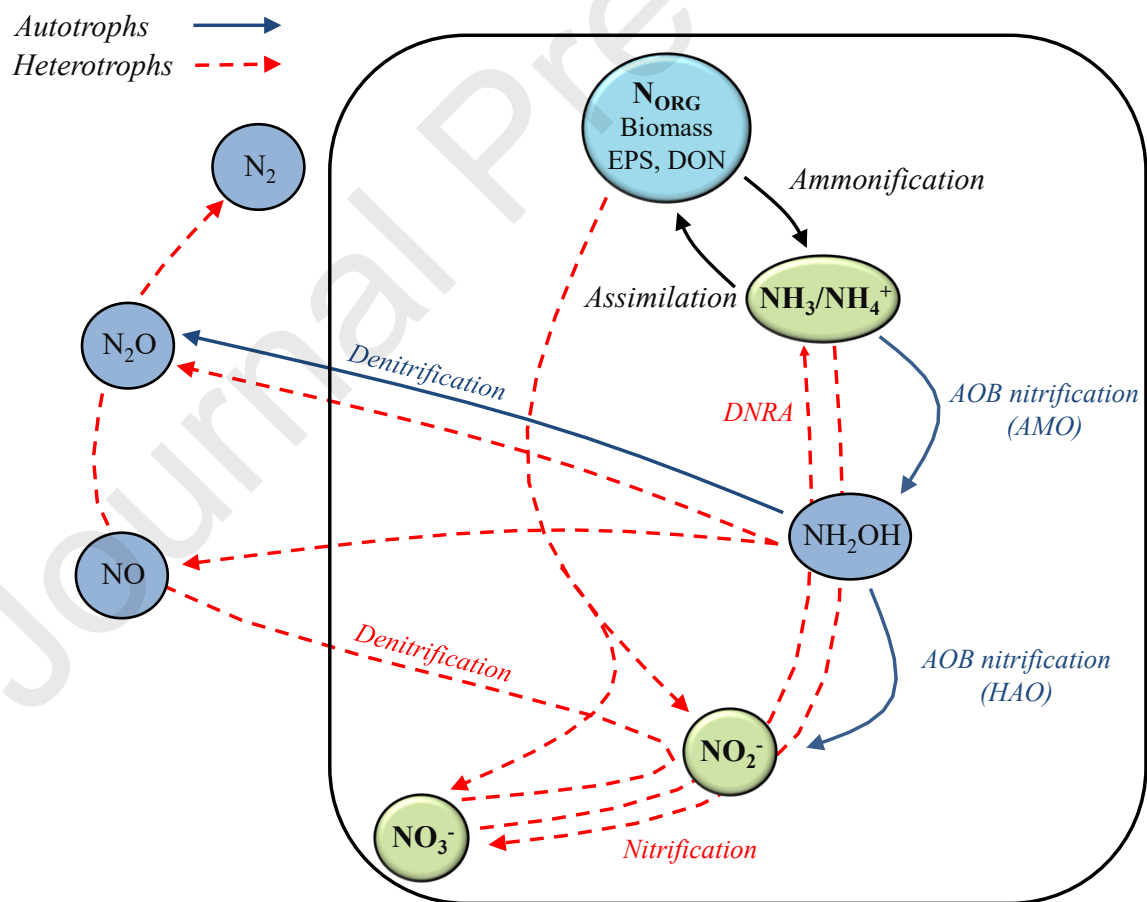 Autotrophs
Heterotrophs
N₂
N_ORG
Biomass
EPS, DON
Ammonification
Assimilation
NH₃/NH₄⁺
N₂O
Denitrification
DNRA
AOB nitrification
(AMO)
NH₂OH
NO
Denitrification
AOB nitrification
(HAO)
NO₂⁻
NO₃⁻
Nitrification
Journal Pre